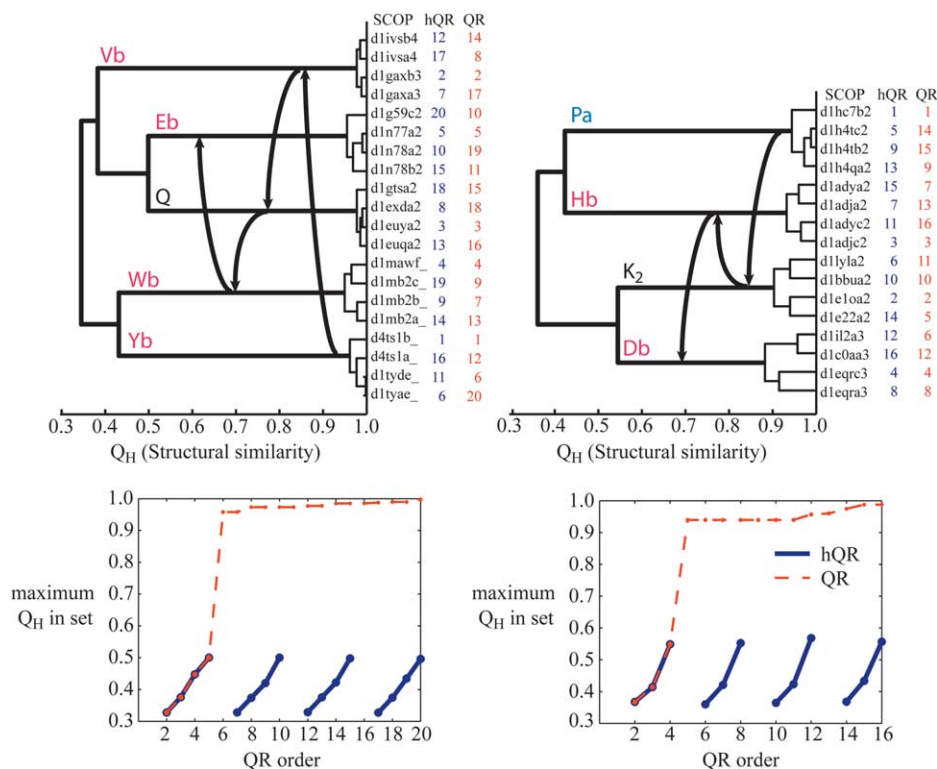 SCOP hQR QR
Vb
d1ivsb4 12 14
d1ivsa4 17 8
d1gaxb3 2 2
d1gaxa3 7 17
Eb
d1g59c2 20 10
d1n77a2 5 5
d1n78a2 10 19
d1n78b2 15 11
Q
d1gtsa2 18 15
d1exda2 8 18
d1euya2 3 3
d1euqa2 13 16
Wb
d1mawf_ 4 4
d1mb2c_ 19 9
d1mb2b_ 9 7
d1mb2a_ 14 13
Yb
d4ts1b_ 1 1
d4ts1a_ 16 12
d1tyde_ 11 6
d1tyae_ 6 20
0.3 0.4 0.5 0.6 0.7 0.8 0.9 1.0
Q_H (Structural similarity)
SCOP hQR QR
Pa
d1hc7b2 1 1
d1h4tc2 5 14
d1h4tb2 9 15
d1h4qa2 13 9
Hb
d1adya2 15 7
d1adja2 7 13
d1adyc2 11 16
d1adjc2 3 3
K₂
d1lyla2 6 11
d1bbua2 10 10
d1e1oa2 2 2
d1e22a2 14 5
Db
d1il2a3 12 6
d1c0aa3 16 12
d1eqrc3 4 4
d1eqra3 8 8
0.3 0.4 0.5 0.6 0.7 0.8 0.9 1.0
Q_H (Structural similarity)
maximum
Q_H in set
1.0
0.9
0.8
0.7
0.6
0.5
0.4
0.3
2 4 6 8 10 12 14 16 18 20
QR order
maximum
Q_H in set
1.0
0.9
0.8
0.7
0.6
0.5
0.4
0.3
hQR
QR
2 4 6 8 10 12 14 16
QR order